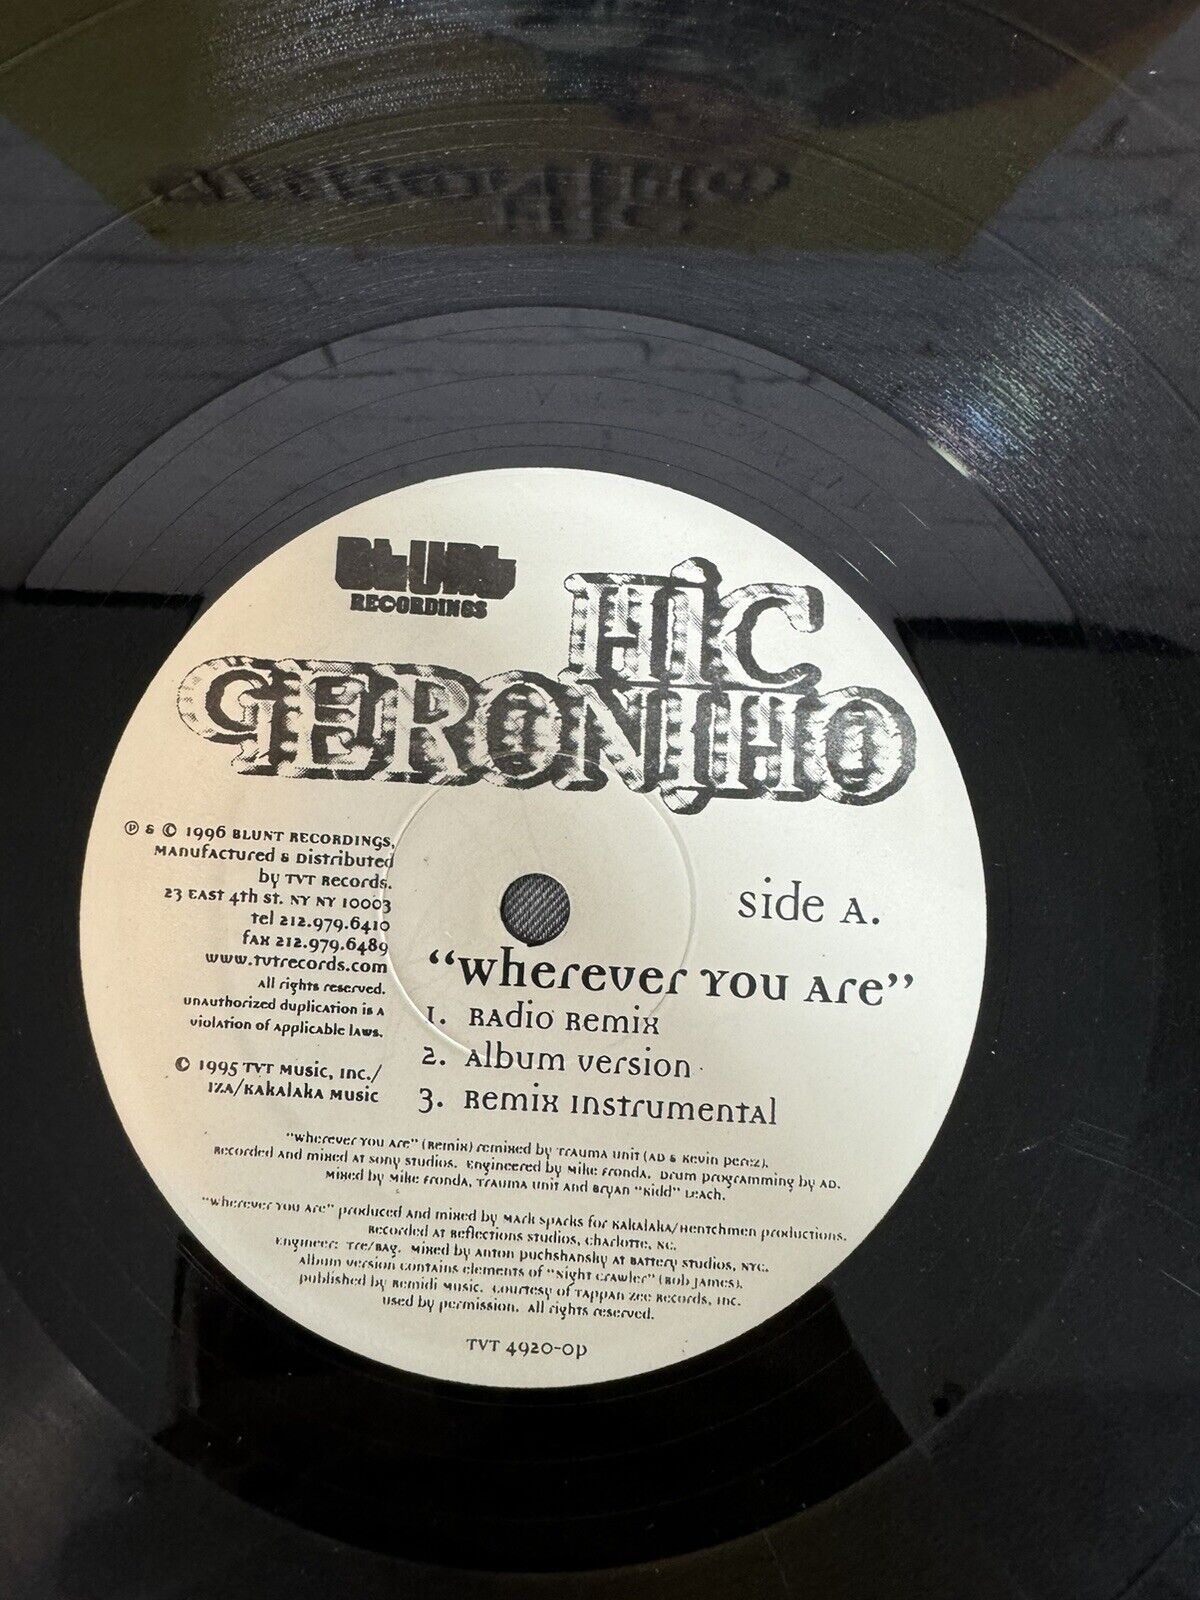 BLUNT
RECORDINGS
MIC
GERONIMO
℗ & © 1996 Blunt Recordings,
Manufactured & Distributed
by TVT Records.
23 East 4th St. NY NY 10003
tel 212.979.6410
fax 212.979.6489
www.tvtrecords.com
All rights reserved.
Unauthorized duplication is a
violation of applicable laws.
© 1995 TVT Music, Inc./
IZA/Kakalaka Music
side A.
"Wherever You Are"
1. Radio Remix
2. Album Version
3. Remix Instrumental
"Wherever You Are" (Remix) remixed by Trauma Unit (AD & Kevin Perez).
Recorded and mixed at Sony Studios. Engineered by Mike Fronda. Drum programming by AD.
Mixed by Mike Fronda, Trauma Unit and Bryan "Kidd" Leach.
"Wherever You Are" produced and mixed by Mark Sparks for Kakalaka/Hentchmen productions.
Recorded at Reflections Studios, Charlotte, NC.
Engineer: Tre/Bag. Mixed by Anton Puchshansky at Battery Studios, NYC.
Album version contains elements of "Night Crawler" (Bob James).
published by Remidi Music. Courtesy of Tappan Zee Records, Inc.
used by permission. All rights reserved.
TVT 4920-0p